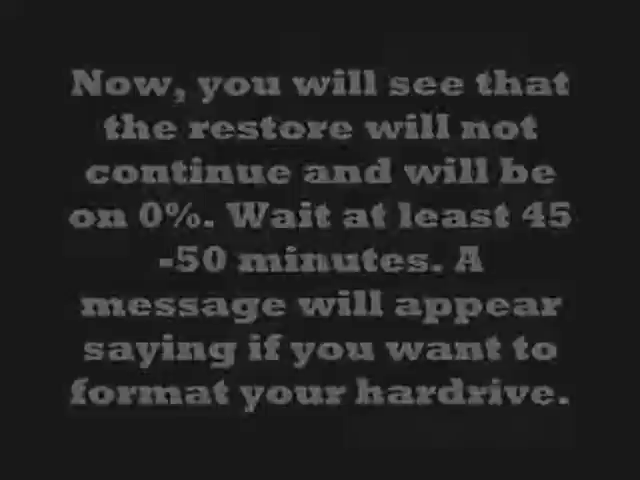 Now, you will see that
the restore will not
continue and will be
on 0%. Wait at least 45
-50 minutes. A
message will appear
saying if you want to
format your hardrive.